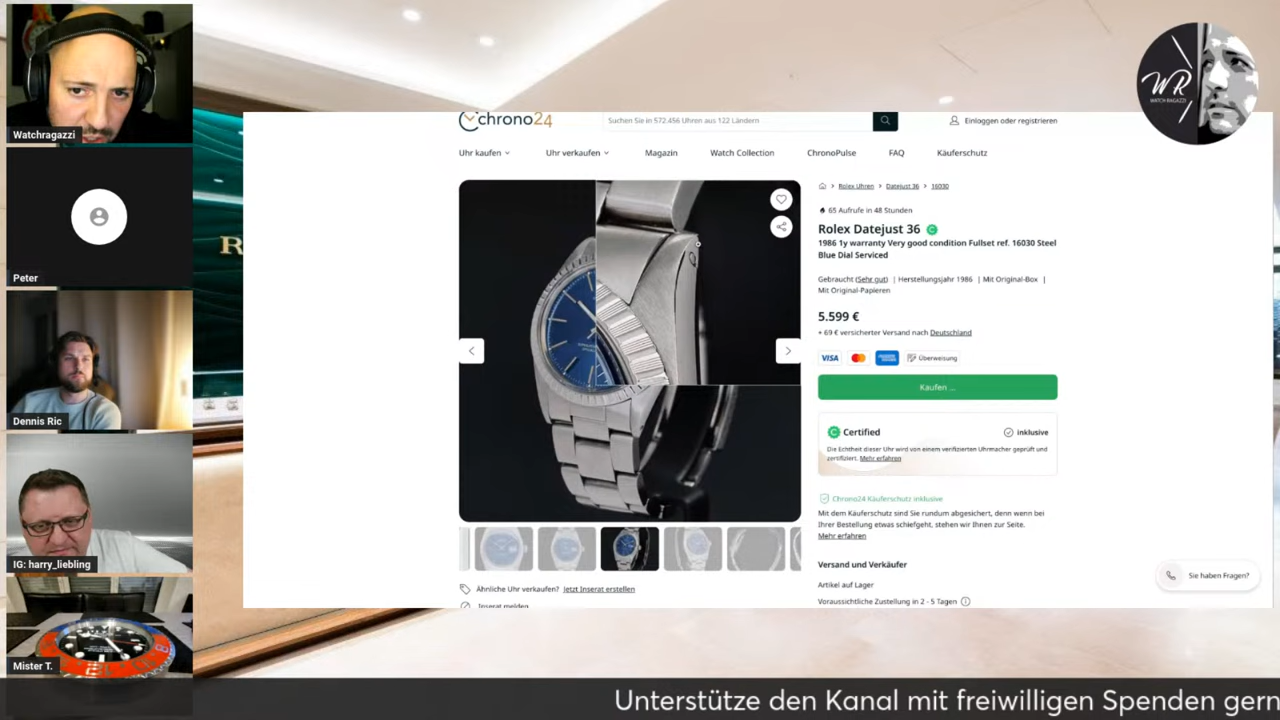 Watchragazzi
Peter
Dennis Ric
IG: harry_liebling
Mister T.
R
WR
WATCH RAGAZZI
chrono24
Suchen Sie in 572.456 Uhren aus 122 Ländern
Einloggen oder registrieren
Uhr kaufen
Uhr verkaufen
Magazin
Watch Collection
ChronoPulse
FAQ
Käuferschutz
Rolex Uhren > Datejust 36 > 16030
65 Aufrufe in 48 Stunden
Rolex Datejust 36
1986 1y warranty Very good condition Fullset ref. 16030 Steel
Blue Dial Serviced
Gebraucht (Sehr gut) | Herstellungsjahr 1986 | Mit Original-Box |
Mit Original-Papieren
5.599 €
+ 69 € versicherter Versand nach Deutschland
VISA
Überweisung
Kaufen ...
Certified
inklusive
Die Echtheit dieser Uhr wird von einem verifizierten Uhrmacher geprüft und
zertifiziert. Mehr erfahren
Chrono24 Käuferschutz inklusive
Mit dem Käuferschutz sind Sie rundum abgesichert, denn wenn bei
Ihrer Bestellung etwas schiefgeht, stehen wir Ihnen zur Seite.
Mehr erfahren
Versand und Verkäufer
Artikel auf Lager
Voraussichtliche Zustellung in 2 - 5 Tagen
Ähnliche Uhr verkaufen? Jetzt Inserat erstellen
Inserat melden
Sie haben Fragen?
Unterstütze den Kanal mit freiwilligen Spenden gern